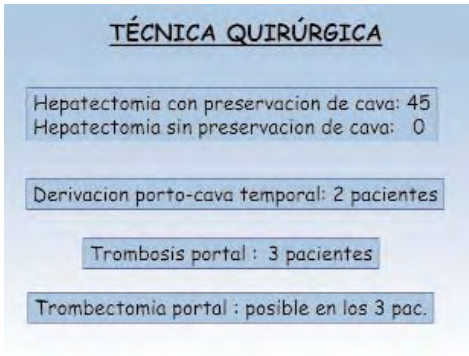 TÉCNICA QUIRÚRGICA
Hepatectomia con preservacion de cava: 45
Hepatectomia sin preservacion de cava: 0
Derivacion porto-cava temporal: 2 pacientes
Trombosis portal : 3 pacientes
Trombectomia portal : posible en los 3 pac.